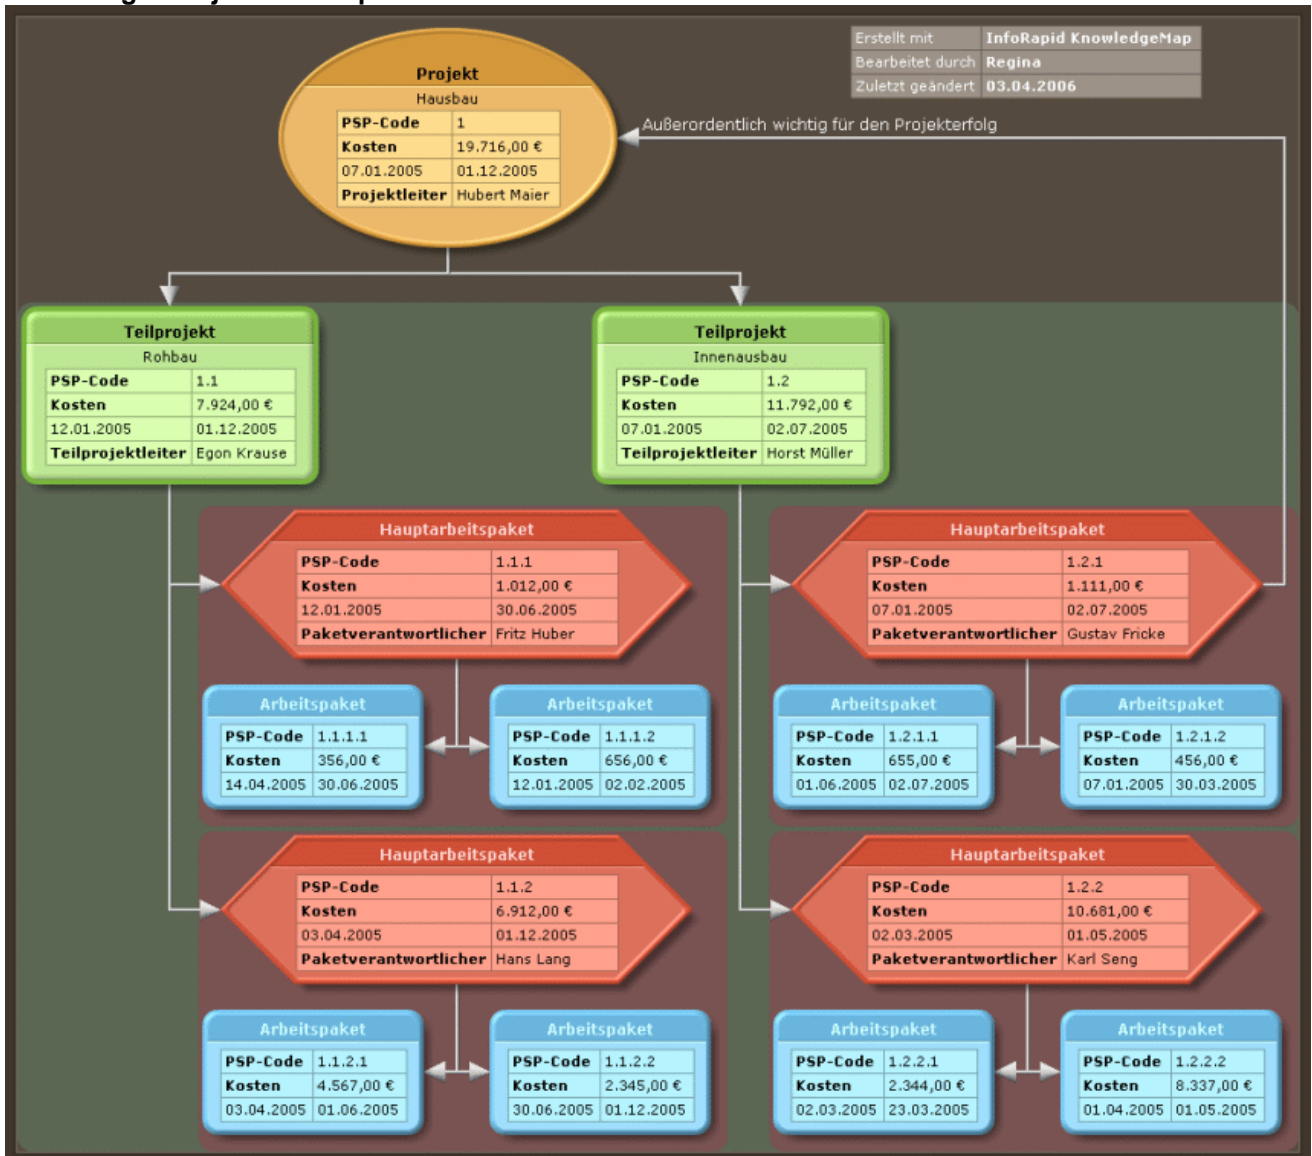 Erstellt mit InfoRapid KnowledgeMap
Bearbeitet durch Regina
Zuletzt geändert 03.04.2006
Projekt
Hausbau
PSP-Code 1
Kosten 19.716,00 €
07.01.2005 01.12.2005
Projektleiter Hubert Maier
Außerordentlich wichtig für den Projekterfolg
Teilprojekt
Rohbau
PSP-Code 1.1
Kosten 7.924,00 €
12.01.2005 01.12.2005
Teilprojektleiter Egon Krause
Teilprojekt
Innenausbau
PSP-Code 1.2
Kosten 11.792,00 €
07.01.2005 02.07.2005
Teilprojektleiter Horst Müller
Hauptarbeitspaket
PSP-Code 1.1.1
Kosten 1.012,00 €
12.01.2005 30.06.2005
Paketverantwortlicher Fritz Huber
Hauptarbeitspaket
PSP-Code 1.2.1
Kosten 1.111,00 €
07.01.2005 02.07.2005
Paketverantwortlicher Gustav Fricke
Arbeitspaket
PSP-Code 1.1.1.1
Kosten 356,00 €
14.04.2005 30.06.2005
Arbeitspaket
PSP-Code 1.1.1.2
Kosten 656,00 €
12.01.2005 02.02.2005
Arbeitspaket
PSP-Code 1.2.1.1
Kosten 655,00 €
01.06.2005 02.07.2005
Arbeitspaket
PSP-Code 1.2.1.2
Kosten 456,00 €
07.01.2005 30.03.2005
Hauptarbeitspaket
PSP-Code 1.1.2
Kosten 6.912,00 €
03.04.2005 01.12.2005
Paketverantwortlicher Hans Lang
Hauptarbeitspaket
PSP-Code 1.2.2
Kosten 10.681,00 €
02.03.2005 01.05.2005
Paketverantwortlicher Karl Seng
Arbeitspaket
PSP-Code 1.1.2.1
Kosten 4.567,00 €
03.04.2005 01.06.2005
Arbeitspaket
PSP-Code 1.1.2.2
Kosten 2.345,00 €
30.06.2005 01.12.2005
Arbeitspaket
PSP-Code 1.2.2.1
Kosten 2.344,00 €
02.03.2005 23.03.2005
Arbeitspaket
PSP-Code 1.2.2.2
Kosten 8.337,00 €
01.04.2005 01.05.2005